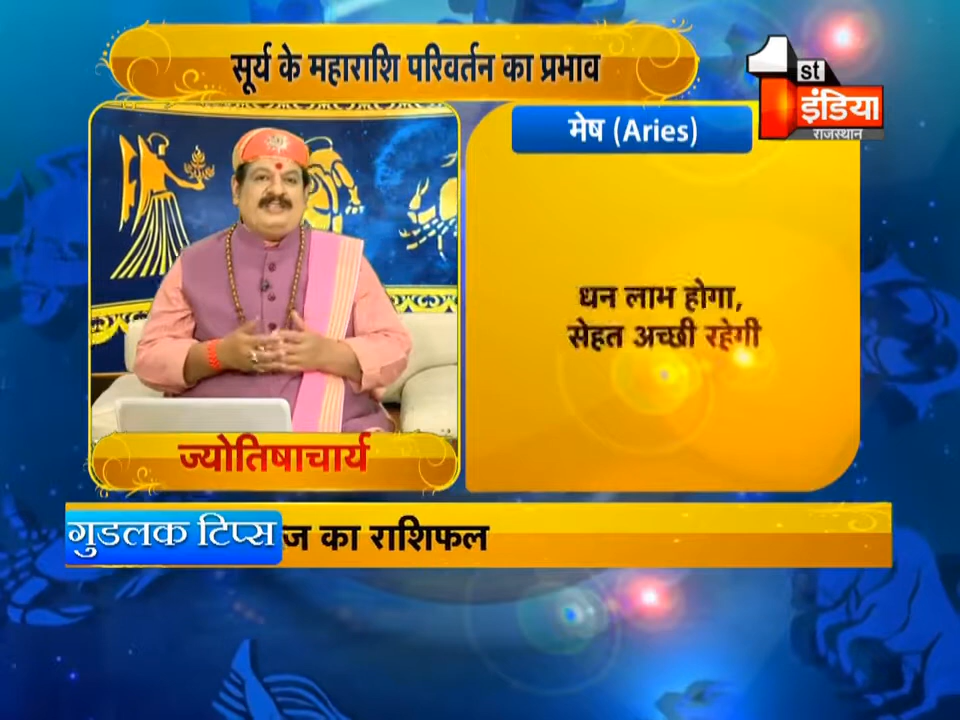 सूर्य के महाराशि परिवर्तन का प्रभाव
1st
इंडिया
राजस्थान
मेष (Aries)
धन लाभ होगा,
सेहत अच्छी रहेगी
ज्योतिषाचार्य
गुडलक टिप्स
का राशिफल